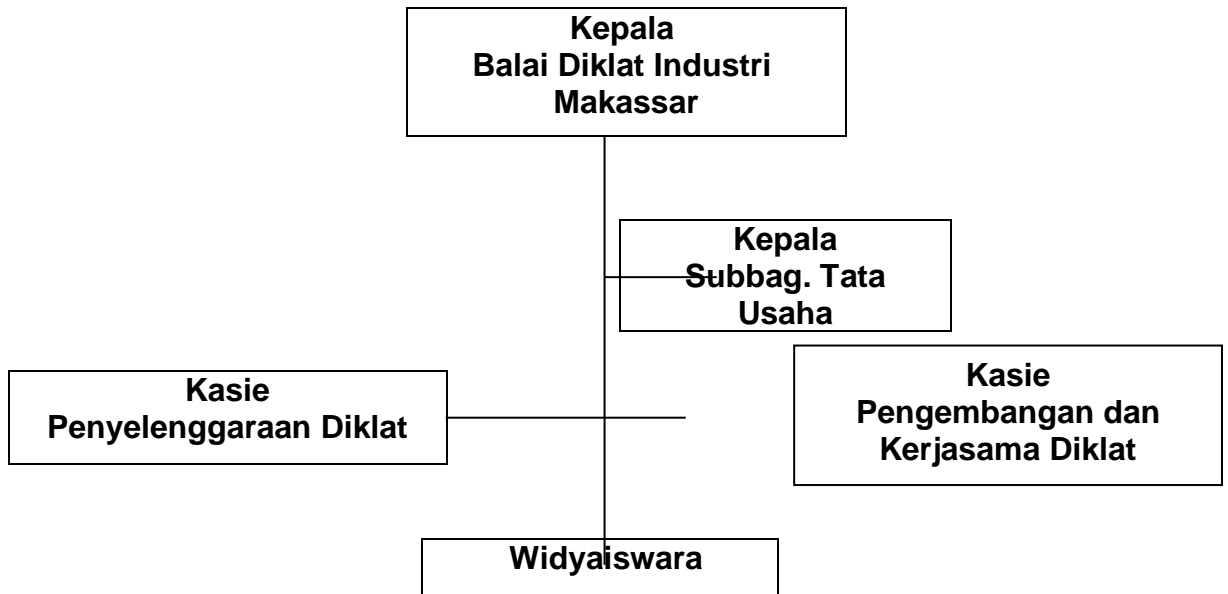 Kepala
Balai Diklat Industri
Makassar
Kepala
Subbag. Tata
Usaha
Kasie
Penyelenggaraan Diklat
Kasie
Pengembangan dan
Kerjasama Diklat
Widyaiswara